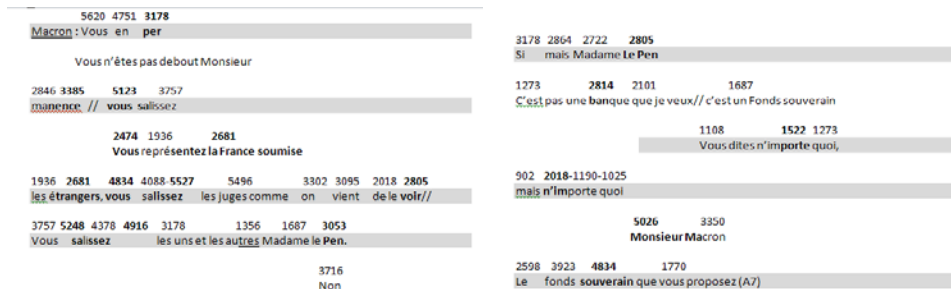 5620 4751 3178
Macron : Vous en per
Vous n'êtes pas debout Monsieur
2846 3385 5123 3757
manence // vous salissez
2474 1936 2681
Vous représentez la France soumise
1936 2681 4834 4088-5527 5496 3302 3095 2018 2805
les étrangers, vous salissez les juges comme on vient de le voir//
3757 5248 4378 4916 3178 1356 1687 3053
Vous salissez les uns et les autres Madame le Pen.
3716
Non
3178 2864 2722 2805
Si mais Madame Le Pen
1273 2814 2101 1687
C'est pas une banque que je veux// c'est un Fonds souverain
1108 1522 1273
Vous dites n'importe quoi,
902 2018-1190-1025
mais n'importe quoi
5026 3350
Monsieur Macron
2598 3923 4834 1770
Le fonds souverain que vous proposez (A7)